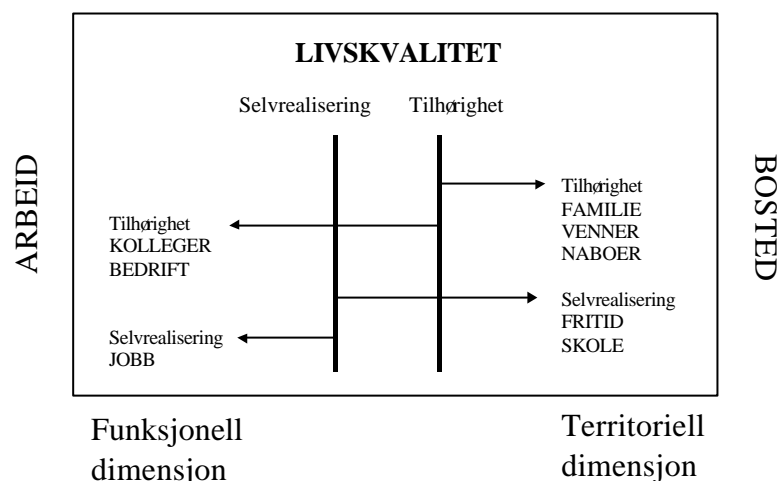 LIVSKVALITET
Selvrealisering
Tilhørighet
ARBEID
Tilhørighet
KOLLEGER
BEDRIFT
Selvrealisering
JOBB
Tilhørighet
FAMILIE
VENNER
NABOER
Selvrealisering
FRITID
SKOLE
BOSTED
Funksjonell
dimensjon
Territoriell
dimensjon